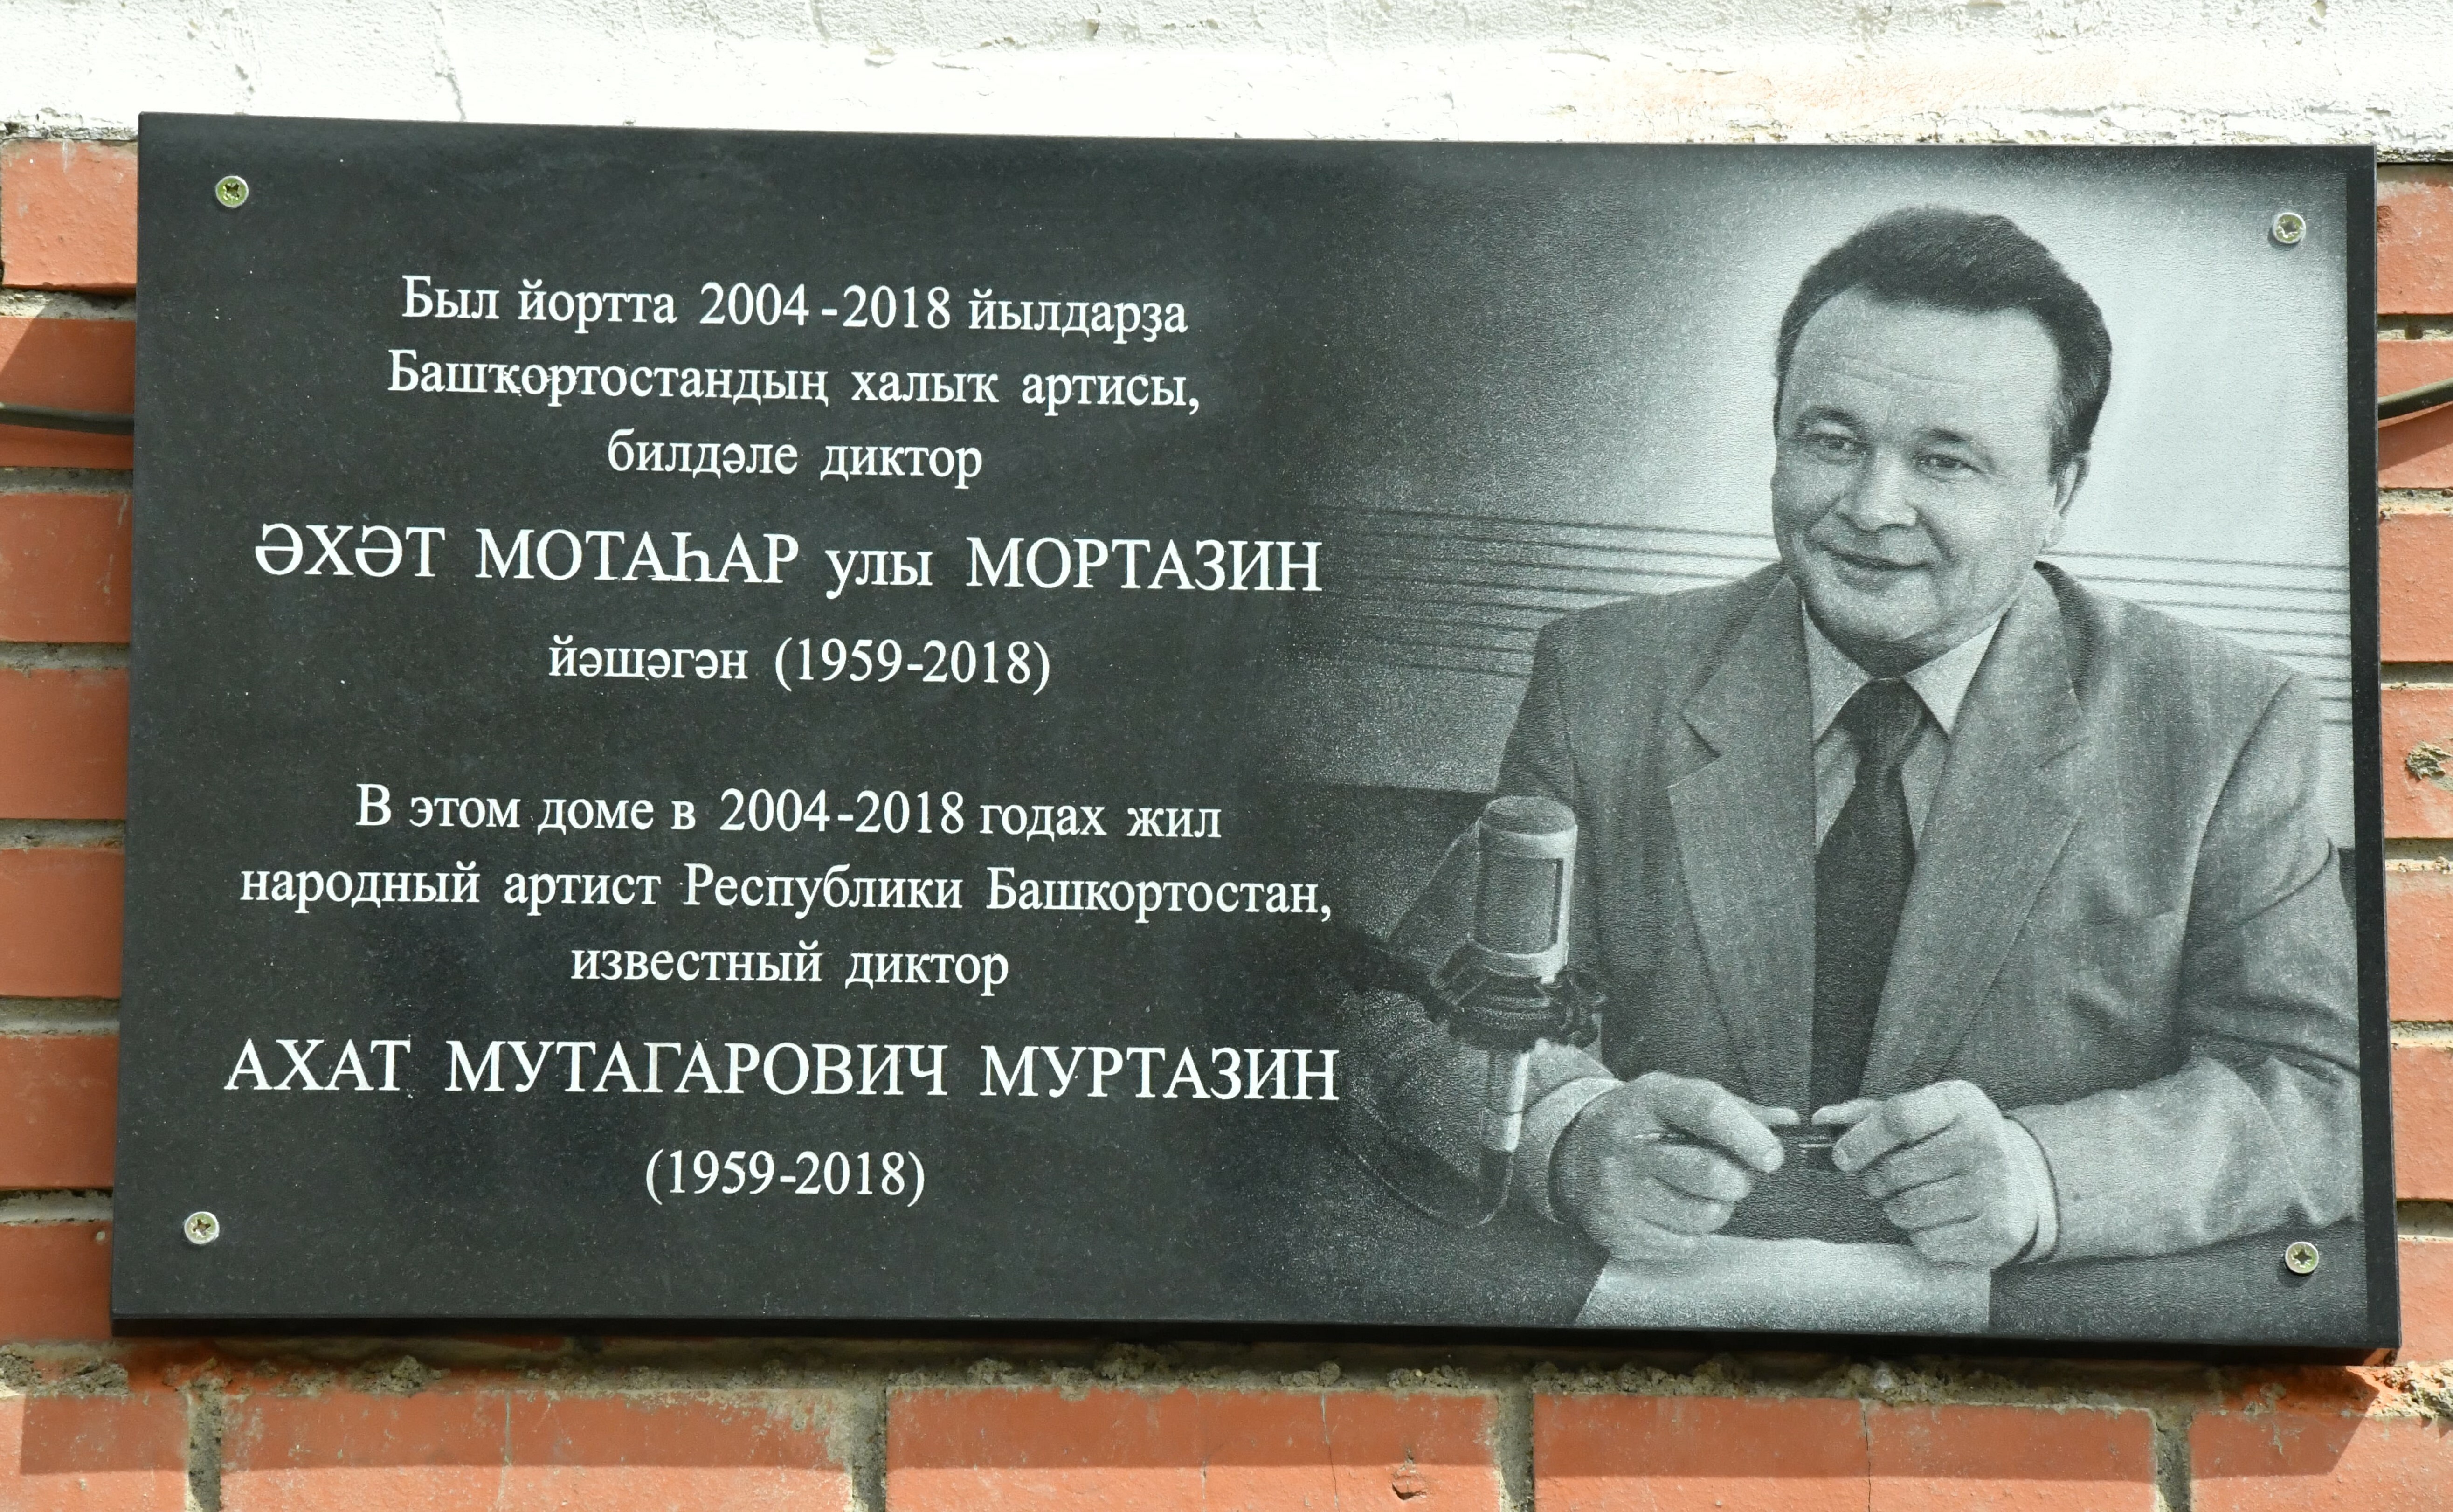 Был йортта 2004-2018 йылдарҙа
Башҡортостандың халыҡ артисы,
билдәле диктор
ӘХӘТ МОТАҺАР улы МОРТАЗИН
йәшәгән (1959-2018)
В этом доме в 2004-2018 годах жил
народный артист Республики Башкортостан,
известный диктор
АХАТ МУТАГАРОВИЧ МУРТАЗИН
(1959-2018)